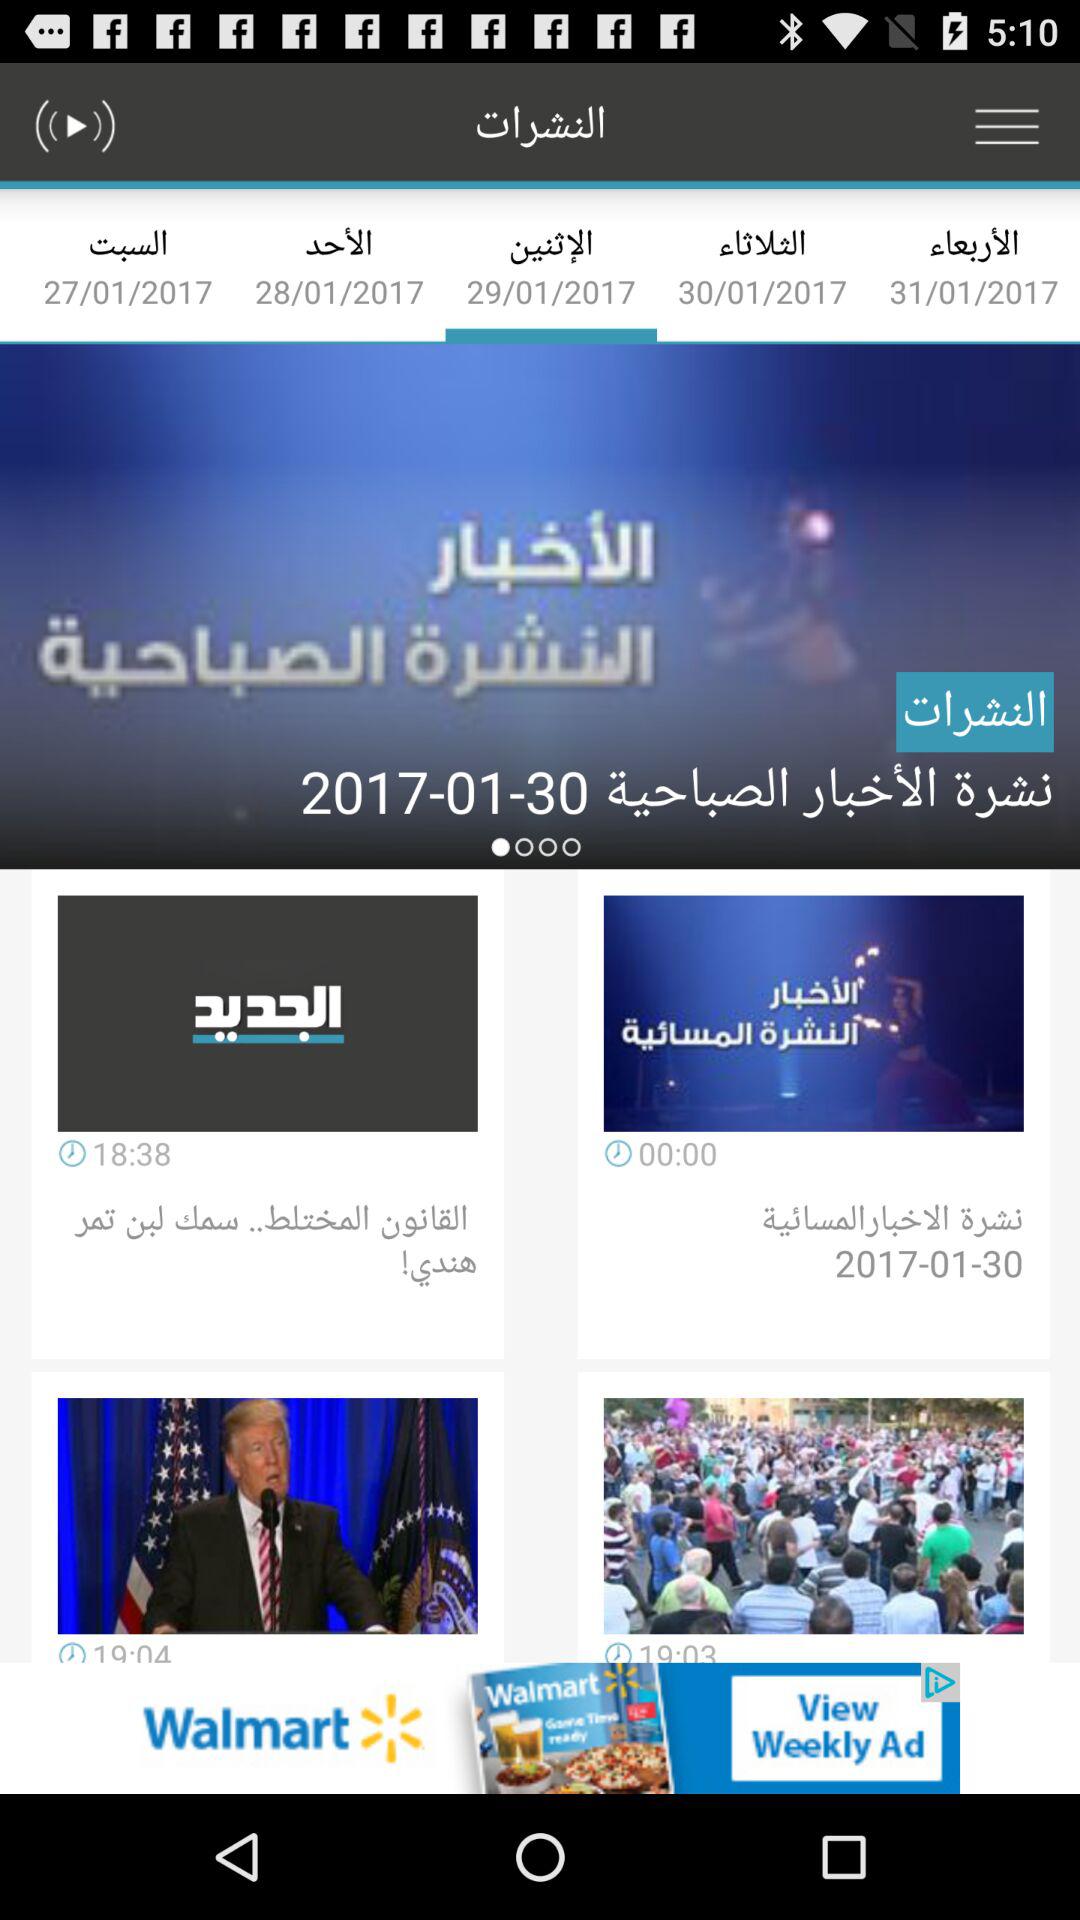 5:10
النشرات
الأربعاء
31/01/2017
الثلاثاء
30/01/2017
الإثنين
29/01/2017
الأحد
28/01/2017
السبت
27/01/2017
الأخبار
النشرة الصباحية
النشرات
نشرة الأخبار الصباحية 30-01-2017
الأخبار
النشرة المسائية
00:00
نشرة الاخبارالمسائية
30-01-2017
الجديد
18:38
القانون المختلط.. سمك لبن تمر
هندي!
19:03
19:04
Walmart
Walmart
Game Time
ready
View
Weekly Ad